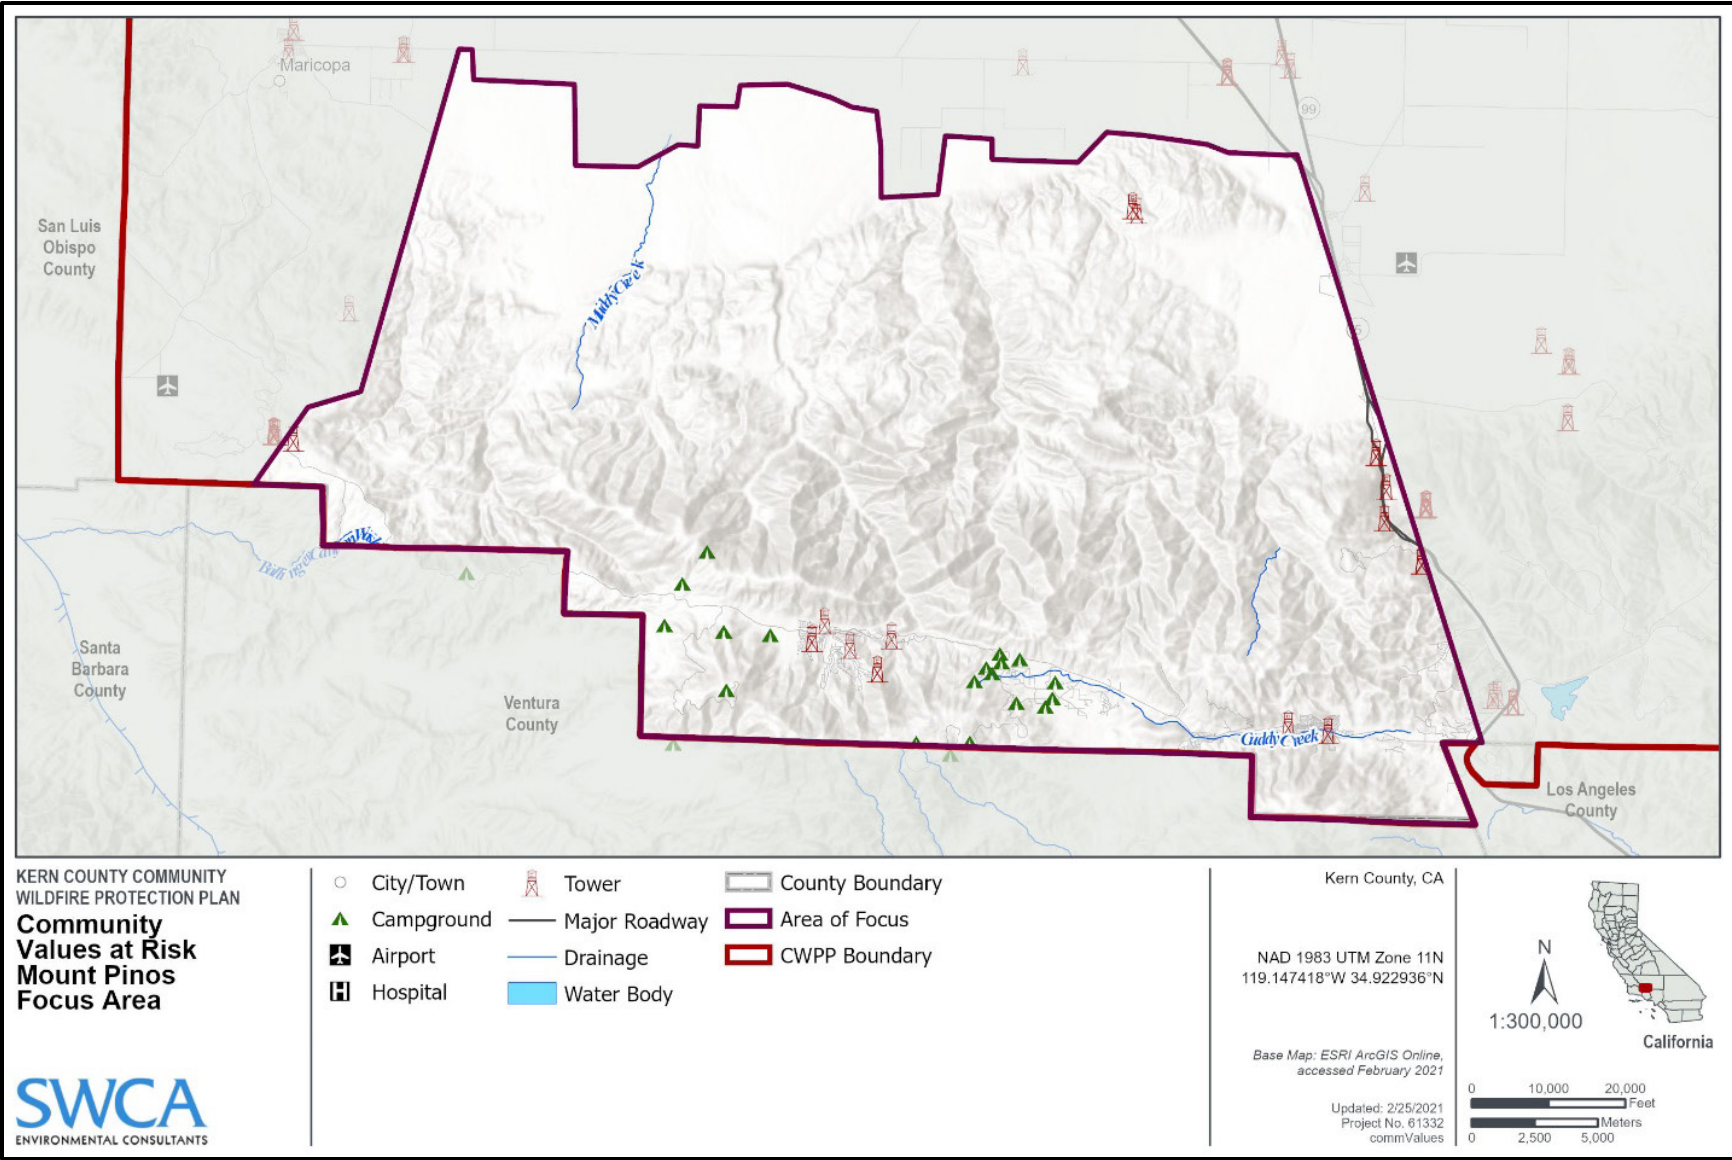 Maricopa
99
San Luis
Obispo
County
Muddy Creek
5
Santa
Barbara
County
Ventura
County
Cuddy Creek
Los Angeles
County
KERN COUNTY COMMUNITY
WILDFIRE PROTECTION PLAN
Community
Values at Risk
Mount Pinos
Focus Area
SWCA
ENVIRONMENTAL CONSULTANTS
City/Town
Campground
Airport
Hospital
Tower
Major Roadway
Drainage
Water Body
County Boundary
Area of Focus
CWPP Boundary
Kern County, CA
NAD 1983 UTM Zone 11N
119.147418°W 34.922936°N
Base Map: ESRI ArcGIS Online,
accessed February 2021
Updated: 2/25/2021
Project No. 61332
commValues
N
1:300,000
California
0 10,000 20,000
Feet
Meters
0 2,500 5,000